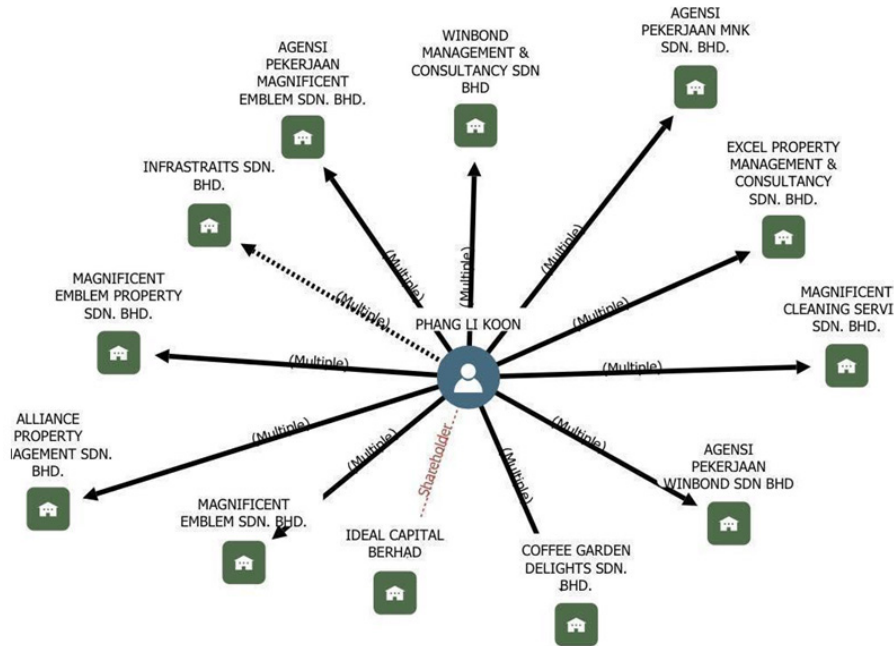 AGENSI
PEKERJAAN
MAGNIFICENT
EMBLEM SDN. BHD.
WINBOND
MANAGEMENT &
CONSULTANCY SDN
BHD
AGENSI
PEKERJAAN MNK
SDN. BHD.
INFRASTRAITS SDN.
BHD.
EXCEL PROPERTY
MANAGEMENT &
CONSULTANCY
SDN. BHD.
MAGNIFICENT
EMBLEM PROPERTY
SDN. BHD.
MAGNIFICENT
CLEANING SERVI
SDN. BHD.
(Multiple)
(Multiple)
(Multiple)
(Multiple)
(Multiple)
PHANG LI KOON
(Multiple)
(Multiple)
ALLIANCE
PROPERTY
NAGEMENT SDN.
BHD.
(Multiple)
(Multiple)
Shareholder
(Multiple)
(Multiple)
AGENSI
PEKERJAAN
WINBOND SDN BHD
MAGNIFICENT
EMBLEM SDN. BHD.
IDEAL CAPITAL
BERHAD
COFFEE GARDEN
DELIGHTS SDN.
BHD.